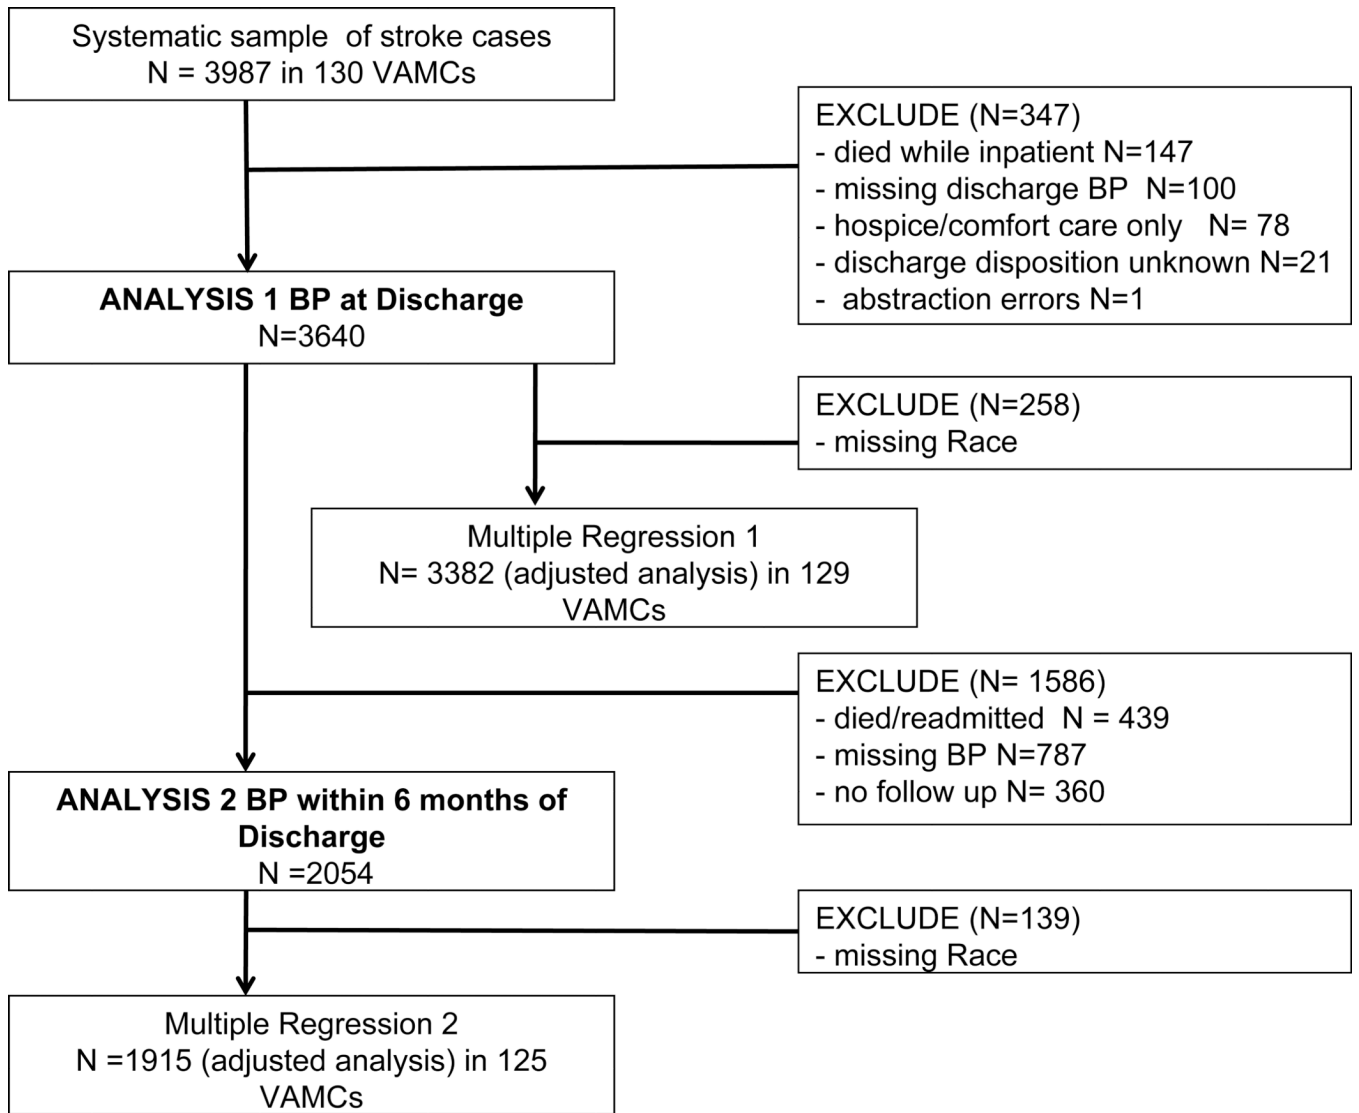 Systematic sample of stroke cases
N = 3987 in 130 VAMCs
EXCLUDE (N=347)
- died while inpatient N=147
- missing discharge BP N=100
- hospice/comfort care only N= 78
- discharge disposition unknown N=21
- abstraction errors N=1
ANALYSIS 1 BP at Discharge
N=3640
EXCLUDE (N=258)
- missing Race
Multiple Regression 1
N= 3382 (adjusted analysis) in 129
VAMCs
EXCLUDE (N= 1586)
- died/readmitted N = 439
- missing BP N=787
- no follow up N= 360
ANALYSIS 2 BP within 6 months of
Discharge
N =2054
EXCLUDE (N=139)
- missing Race
Multiple Regression 2
N =1915 (adjusted analysis) in 125
VAMCs